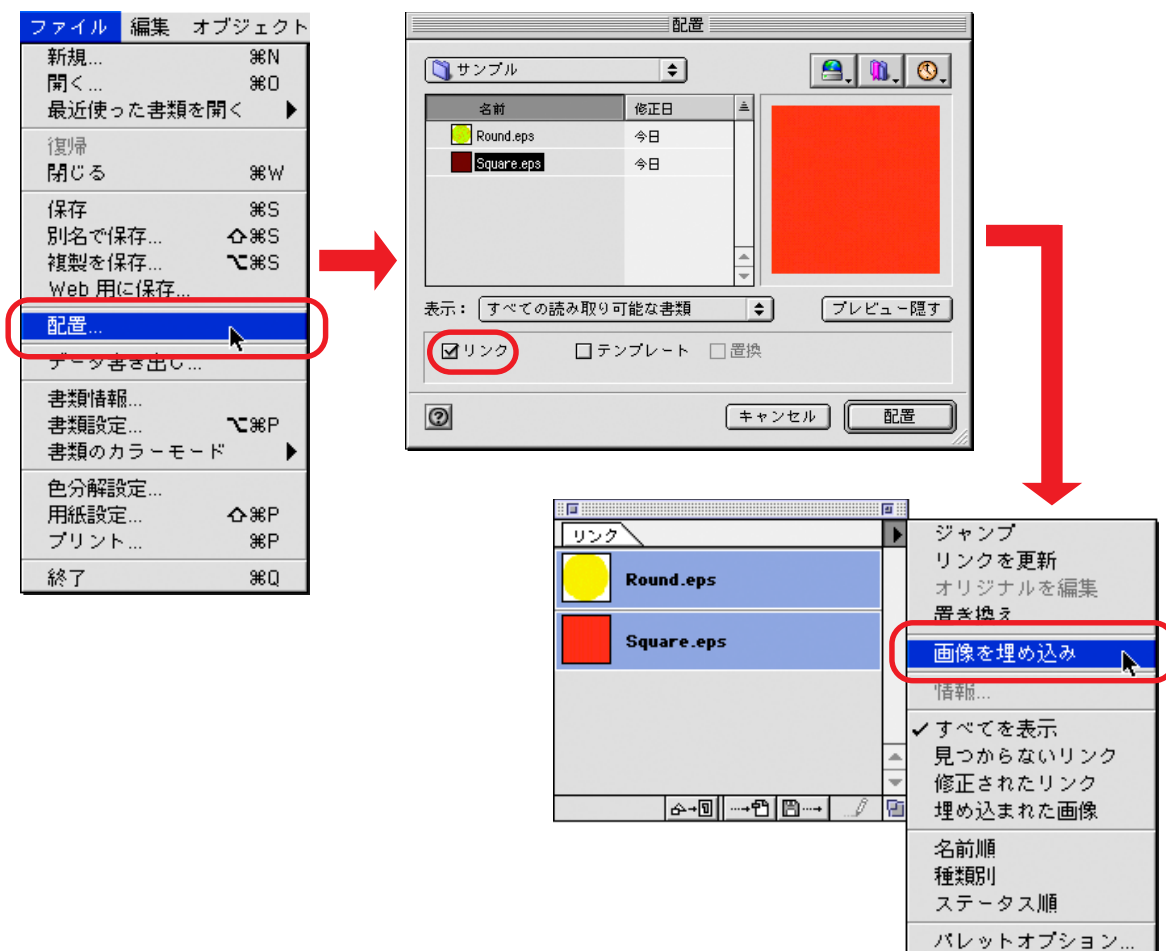 ファイル 編集 オブジェクト
新規... ⌘N
開く... ⌘O
最近使った書類を開く ▶
復帰
閉じる ⌘W
保存 ⌘S
別名で保存... ⇧⌘S
複製を保存... ⌥⌘S
Web 用に保存...
配置...
データ書き出し...
書類情報...
書類設定... ⌥⌘P
書類のカラーモード ▶
色分解設定...
用紙設定... ⇧⌘P
プリント... ⌘P
終了 ⌘Q
配置
サンプル
名前 修正日
Round.eps 今日
Square.eps 今日
表示： すべての読み取り可能な書類 プレビュー隠す
リンク テンプレート 置換
キャンセル 配置
リンク
Round.eps
Square.eps
ジャンプ
リンクを更新
オリジナルを編集
置き換え
画像を埋め込み
情報...
✓すべてを表示
見つからないリンク
修正されたリンク
埋め込まれた画像
名前順
種類別
ステータス順
パレットオプション...